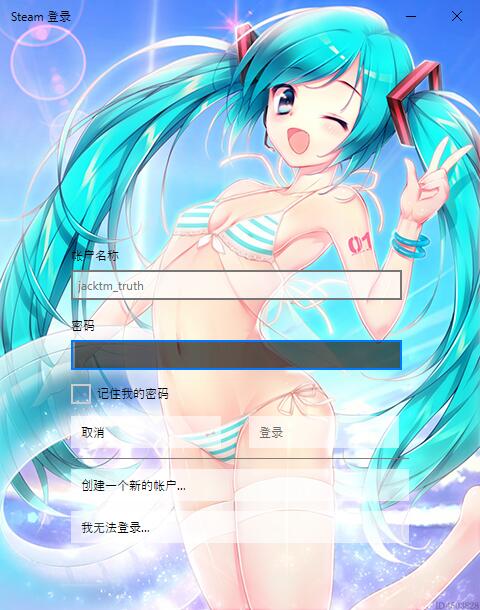 Steam 登录
01
帐户名称
jacktm_truth
密码
记住我的密码
取消
登录
创建一个新的帐户...
我无法登录...